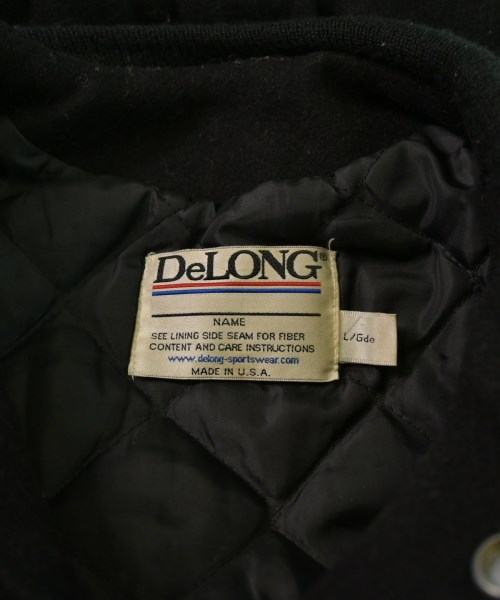 DeLONG®
NAME
SEE LINING SIDE SEAM FOR FIBER
CONTENT AND CARE INSTRUCTIONS
www.delong-sportswear.com
MADE IN U.S.A.
L/Gde